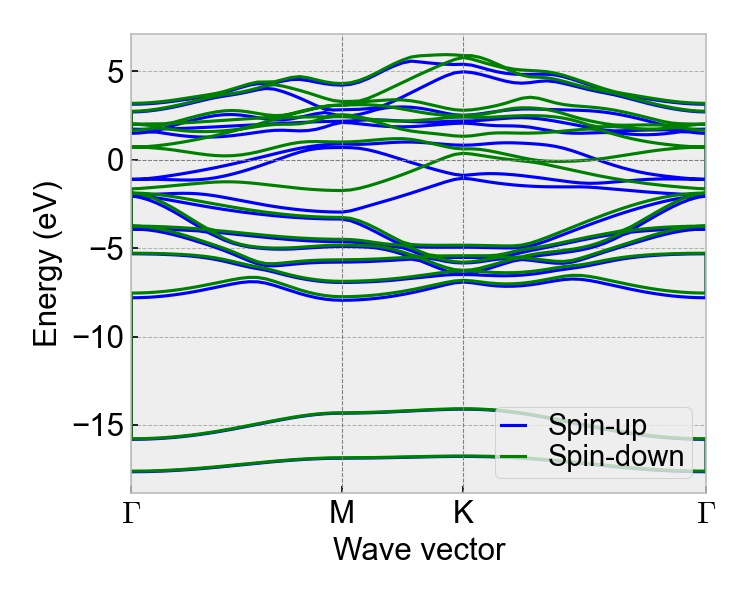 5
0
−5
−10
−15
Energy (eV)
Spin-up
Spin-down
Γ M K Γ
Wave vector